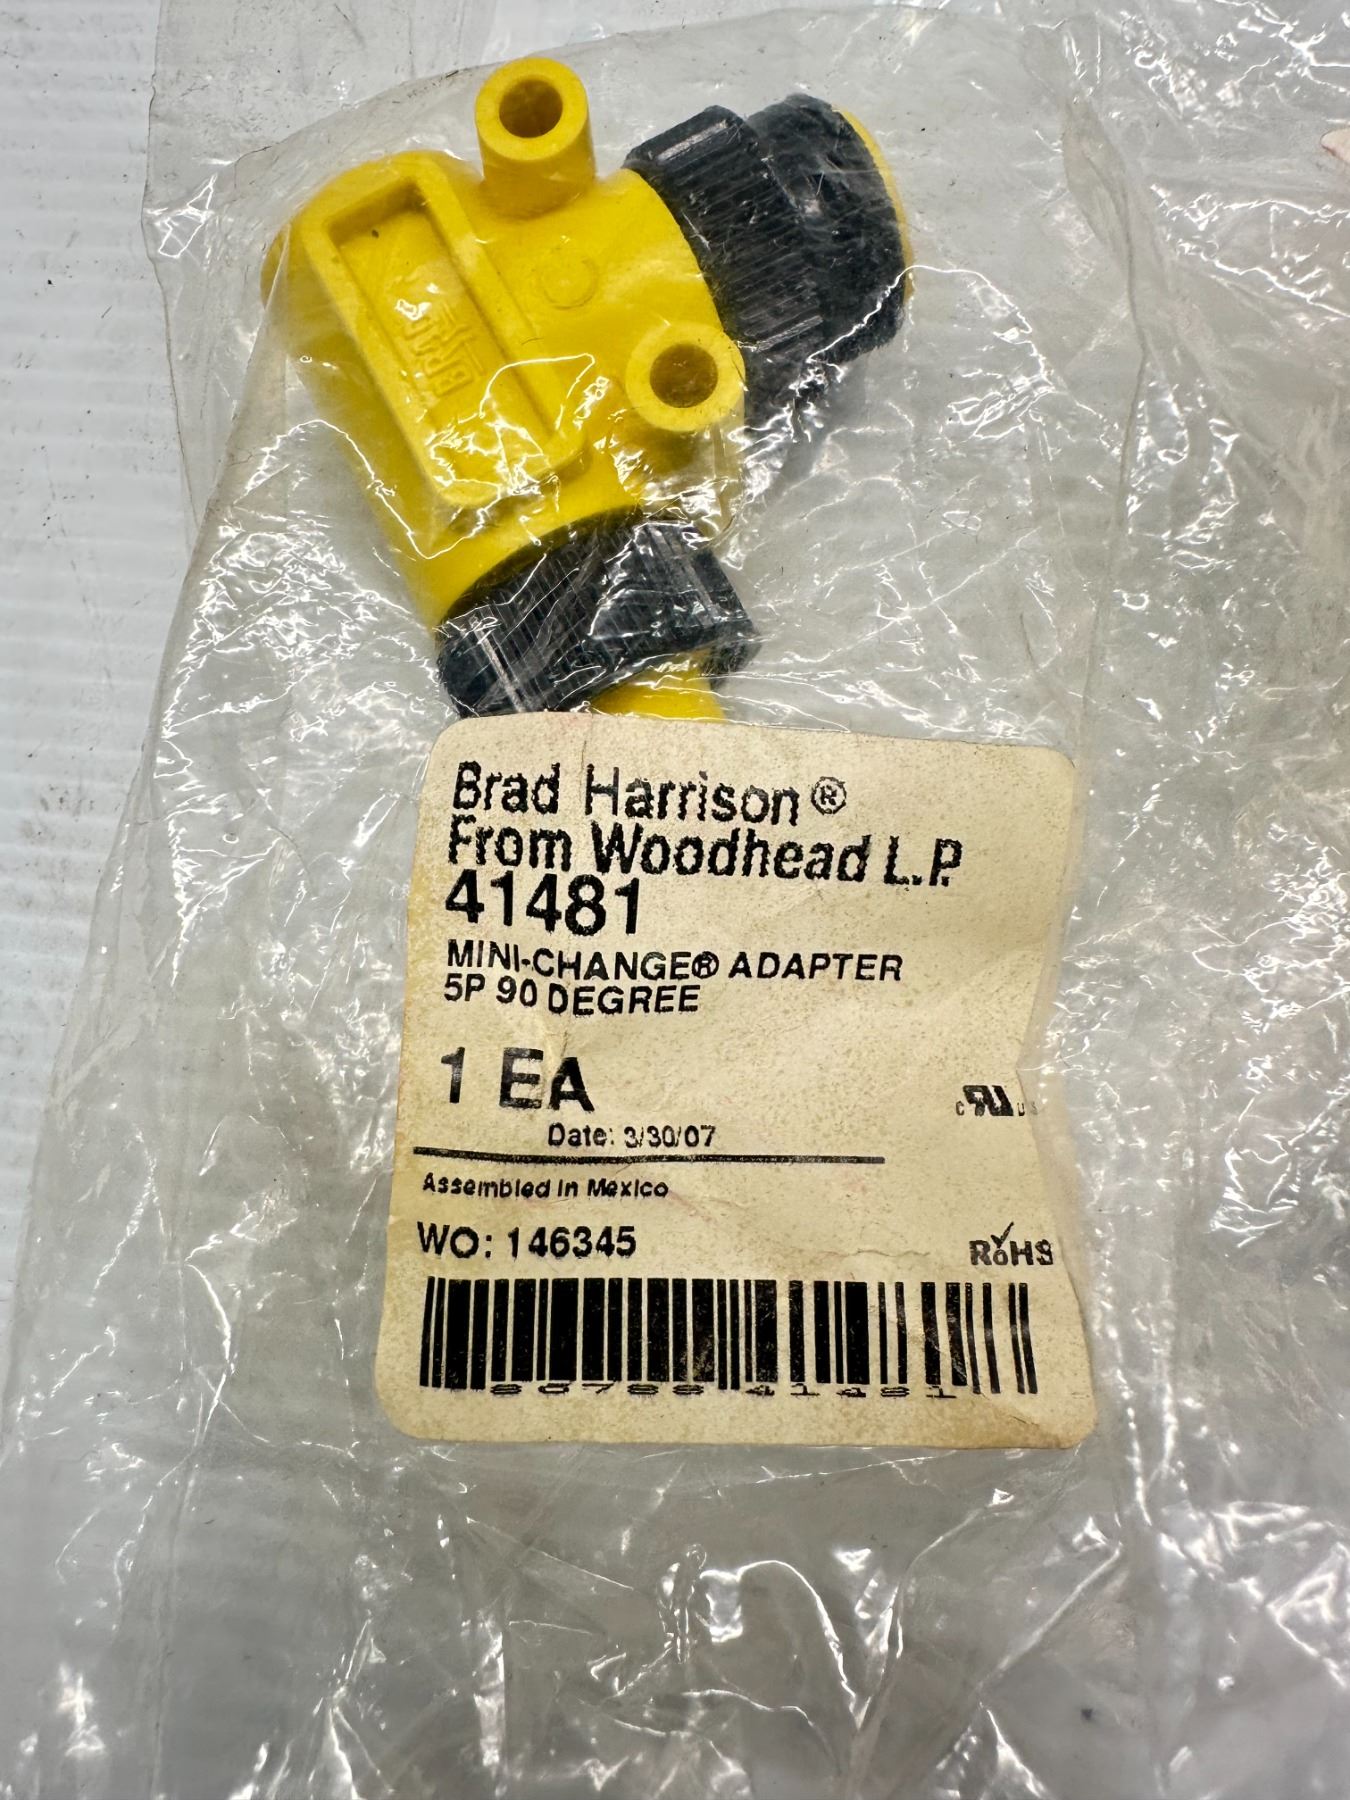 BRAD
Brad Harrison®
From Woodhead L.P.
41481
MINI-CHANGE® ADAPTER
5P 90 DEGREE
1 EA
Date: 3/30/07
Assembled in Mexico
WO: 146345
RoHS